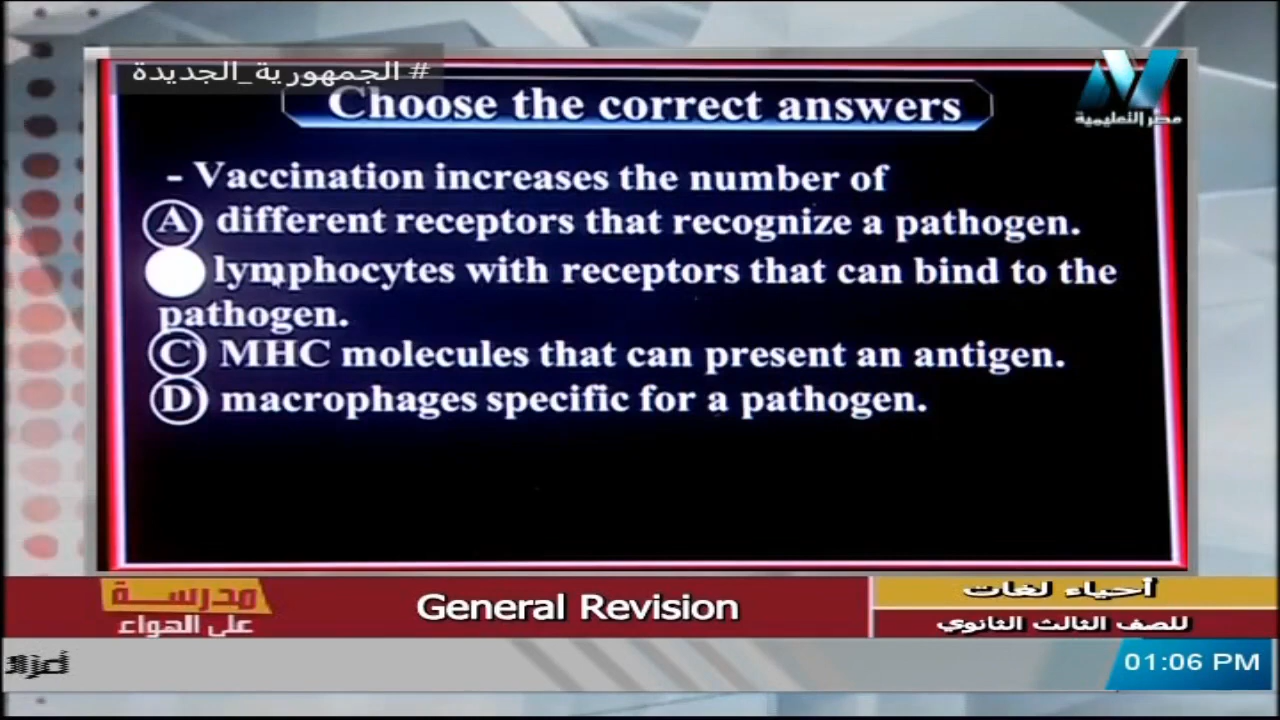 # الجمهورية_الجديدة
مصر التعليمية
Choose the correct answers
- Vaccination increases the number of
A different receptors that recognize a pathogen.
lymphocytes with receptors that can bind to the
pathogen.
C MHC molecules that can present an antigen.
D macrophages specific for a pathogen.
مدرسة
على الهواء
General Revision
أحياء لغات
للصف الثالث الثانوي
01:06 PM